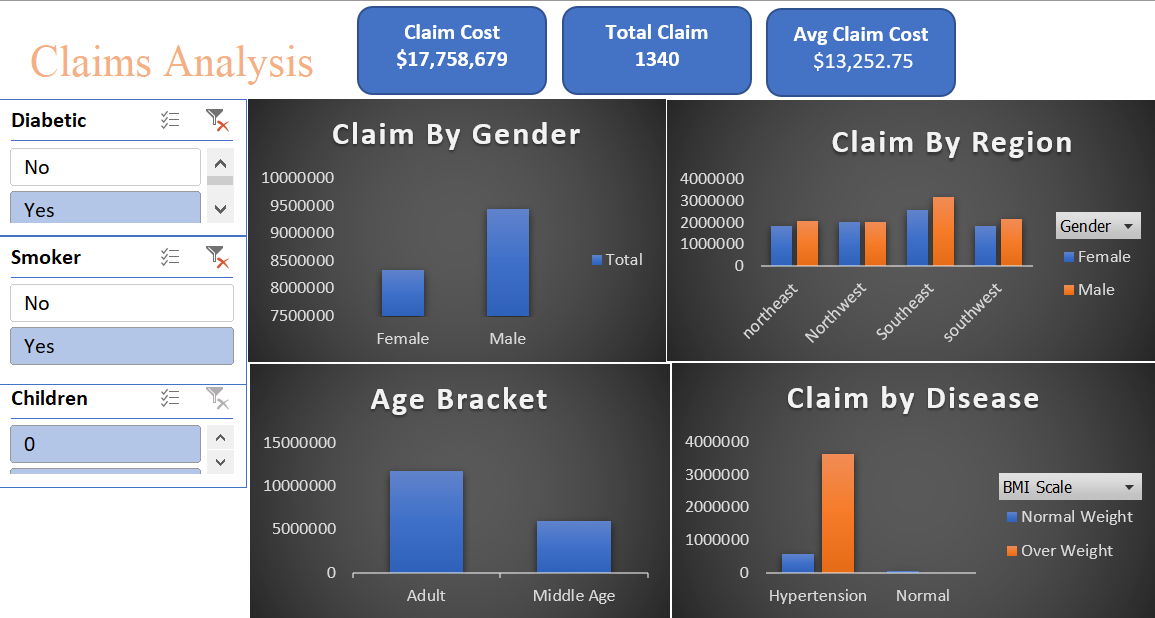 Claims Analysis
Claim Cost
$17,758,679
Total Claim
1340
Avg Claim Cost
$13,252.75
Diabetic
No
Yes
Smoker
No
Yes
Children
0
Claim By Gender
10000000
9500000
9000000
8500000
8000000
7500000
Female
Male
Total
Claim By Region
4000000
3000000
2000000
1000000
0
northeast
Northwest
Southeast
southwest
Gender
Female
Male
Age Bracket
15000000
10000000
5000000
0
Adult
Middle Age
Claim by Disease
4000000
3000000
2000000
1000000
0
Hypertension
Normal
BMI Scale
Normal Weight
Over Weight